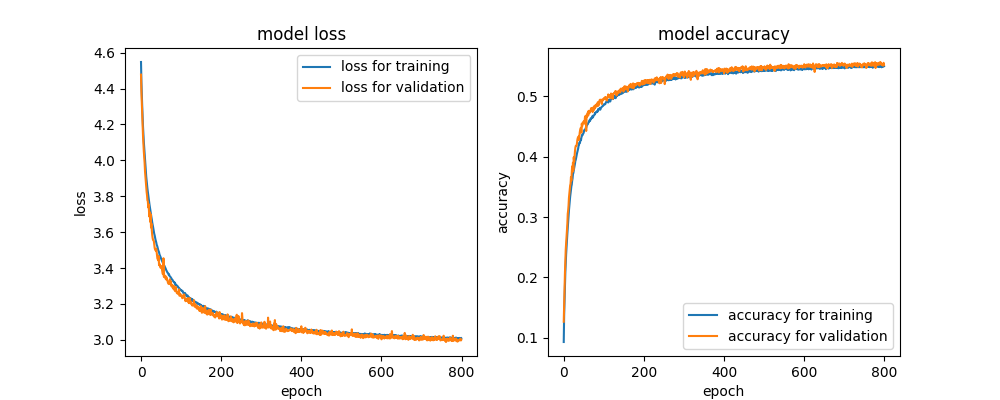 model loss
4.6
4.4
4.2
4.0
3.8
3.6
3.4
3.2
3.0
loss
0 200 400 600 800
epoch
loss for training
loss for validation
model accuracy
0.5
0.4
0.3
0.2
0.1
accuracy
0 200 400 600 800
epoch
accuracy for training
accuracy for validation